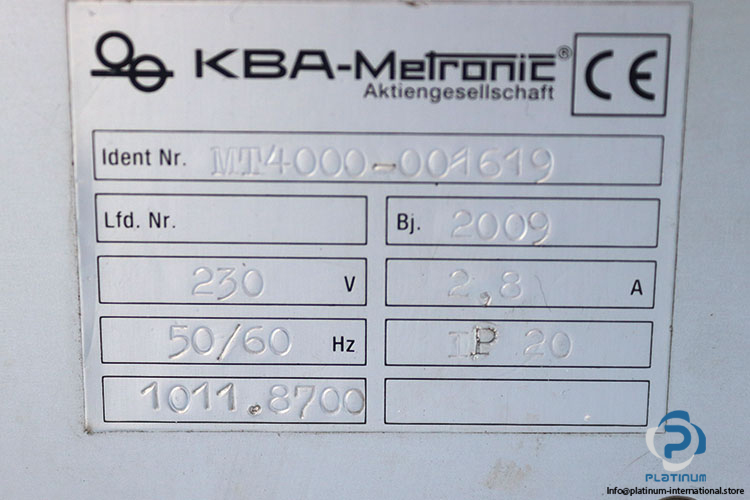 KBA-Metronic®
Aktiengesellschaft
CE
Ident Nr. MT4000-001619
Lfd. Nr.
Bj. 2009
230 V
2,8 A
50/60 Hz
IP 20
1011.8700
P
PLATINUM
Info@platinum-international.store